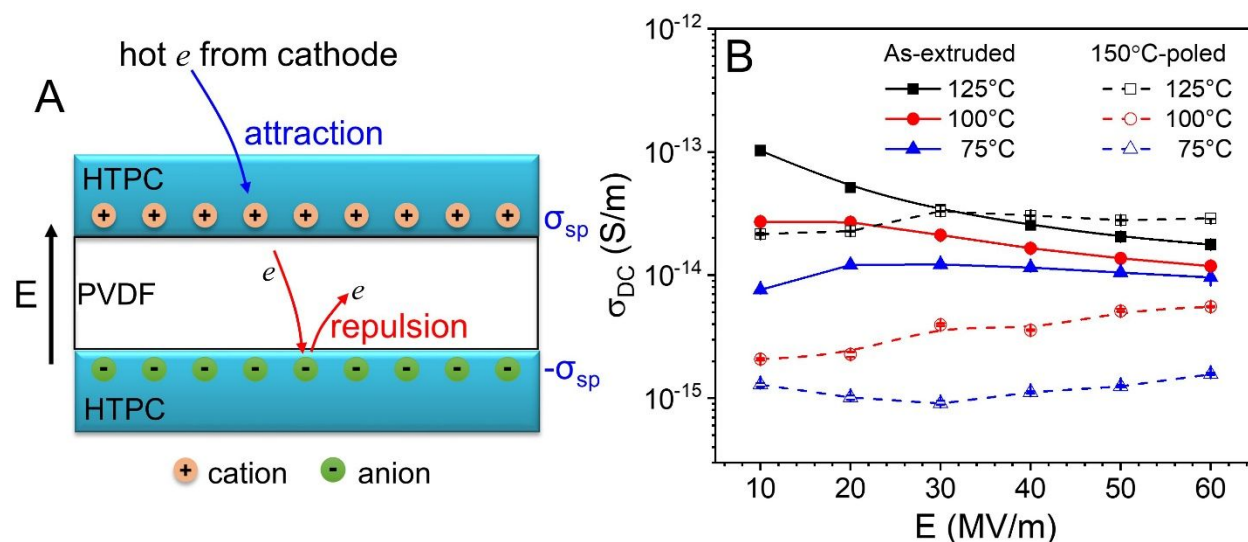 A
hot e from cathode
attraction
HTPC
+ + + + + + + +
σsp
E
PVDF
e
e
repulsion
- - - - - - - - -
-σsp
HTPC
+ cation - anion
B
As-extruded 150°C-poled
125°C 125°C
100°C 100°C
75°C 75°C
σDC (S/m)
10⁻¹²
10⁻¹³
10⁻¹⁴
10⁻¹⁵
10 20 30 40 50 60
E (MV/m)